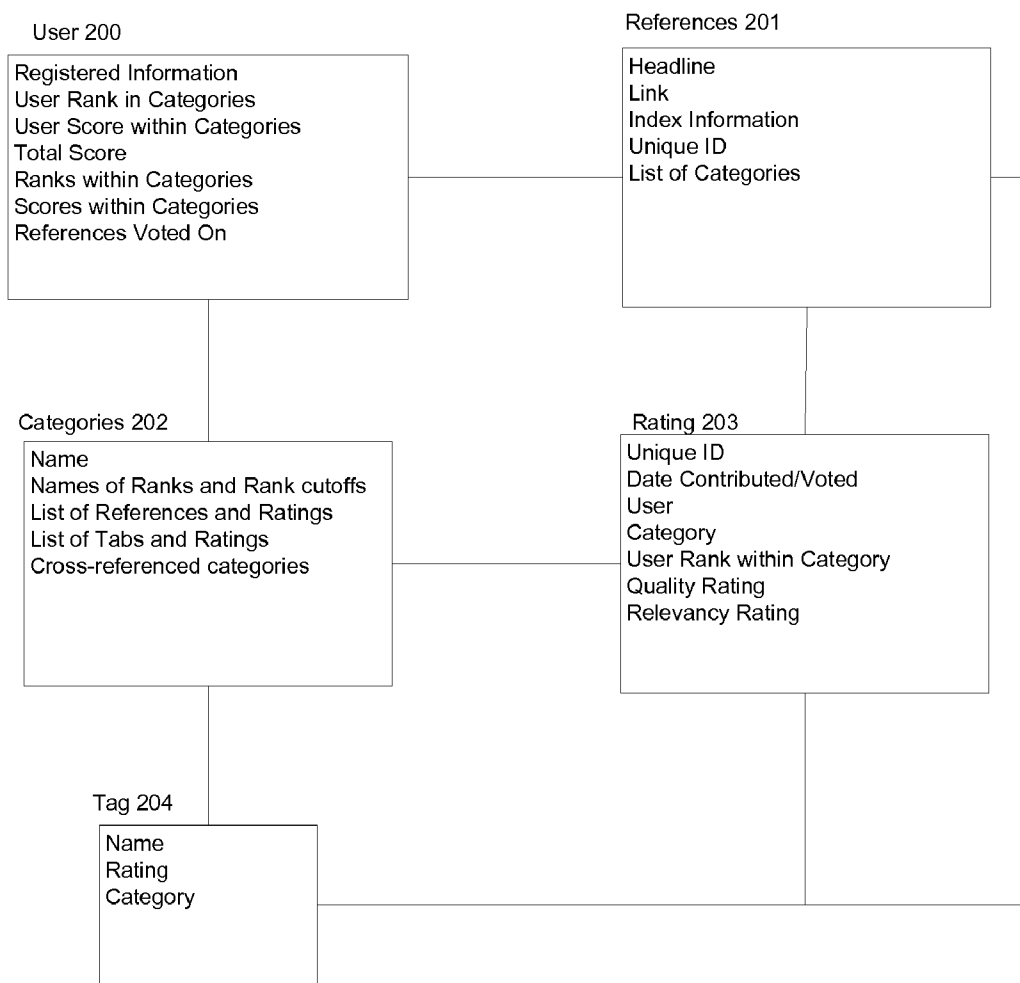 User 200
Registered Information
User Rank in Categories
User Score within Categories
Total Score
Ranks within Categories
Scores within Categories
References Voted On
References 201
Headline
Link
Index Information
Unique ID
List of Categories
Categories 202
Name
Names of Ranks and Rank cutoffs
List of References and Ratings
List of Tabs and Ratings
Cross-referenced categories
Rating 203
Unique ID
Date Contributed/Voted
User
Category
User Rank within Category
Quality Rating
Relevancy Rating
Tag 204
Name
Rating
Category